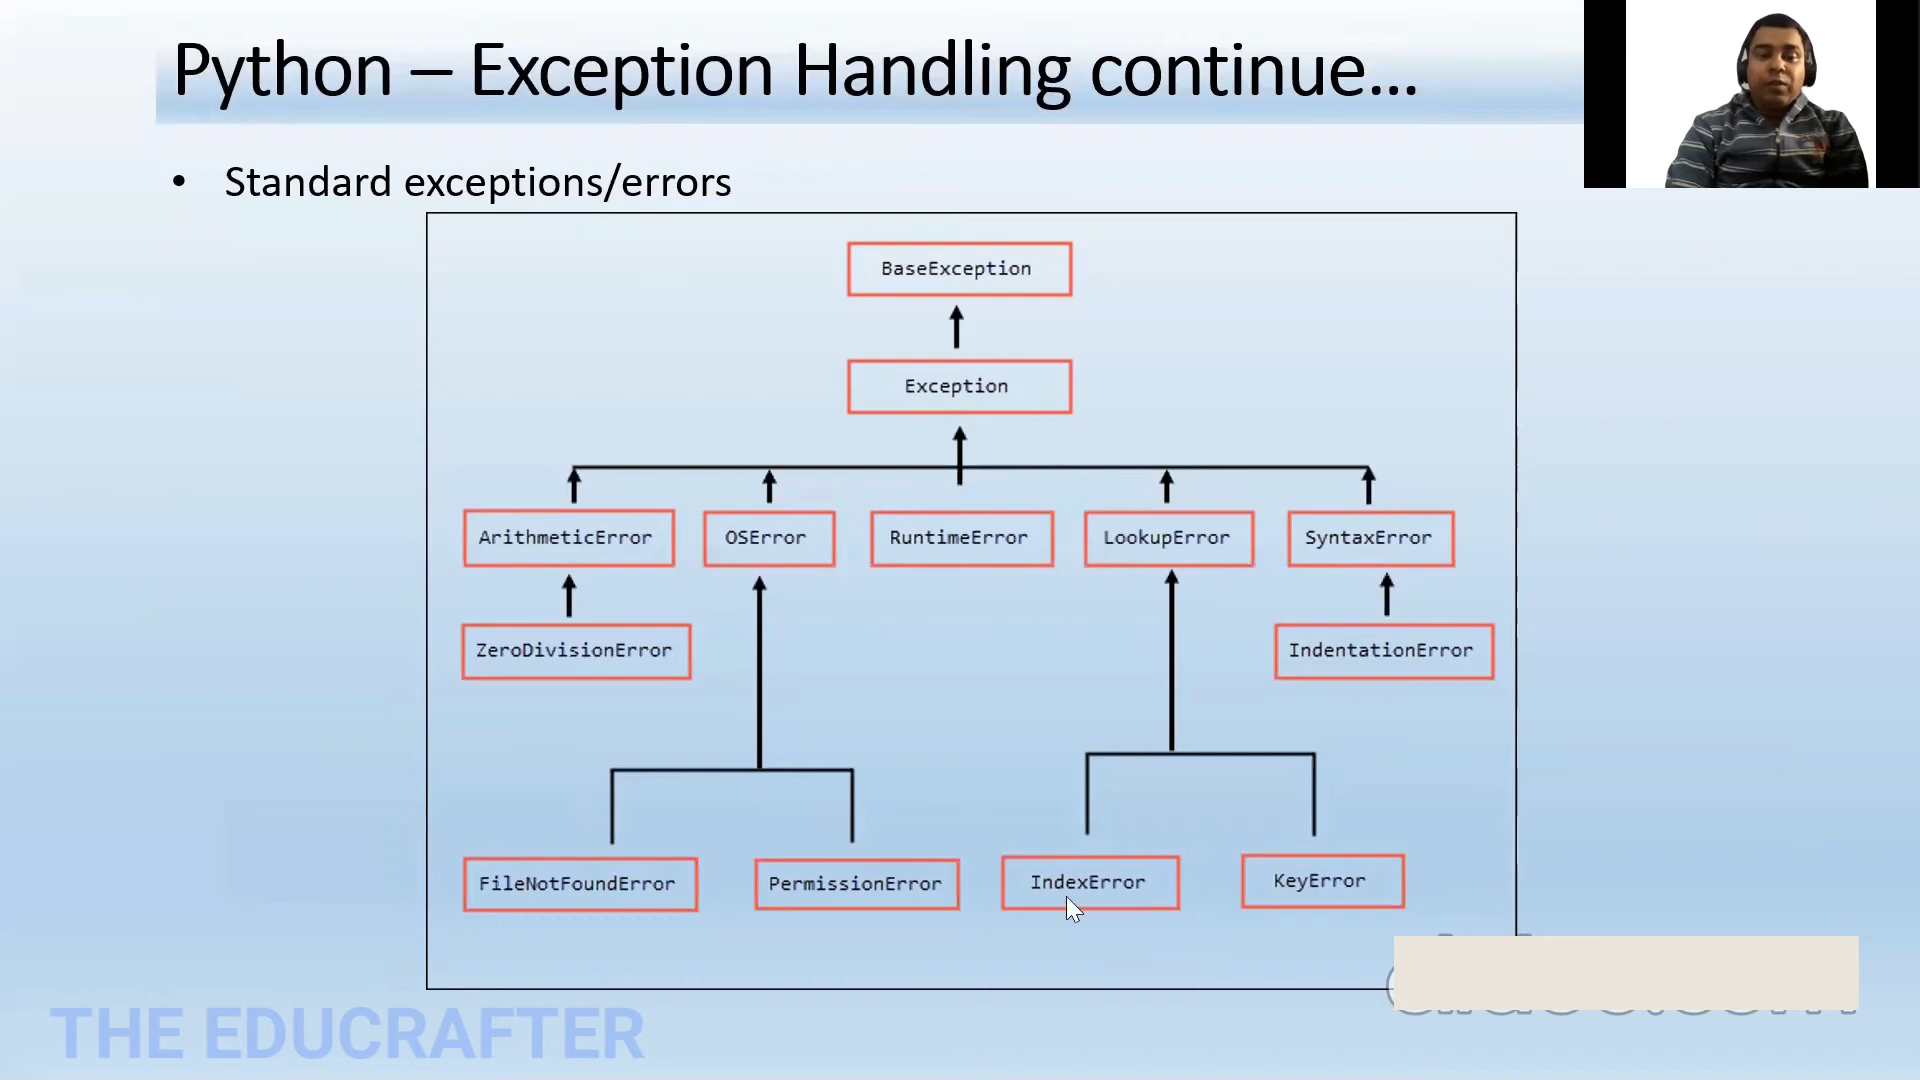 Python – Exception Handling continue...
• Standard exceptions/errors
BaseException
Exception
ArithmeticError
OSError
RuntimeError
LookupError
SyntaxError
ZeroDivisionError
IndentationError
FileNotFoundError
PermissionError
IndexError
KeyError
THE EDUCRAFTER